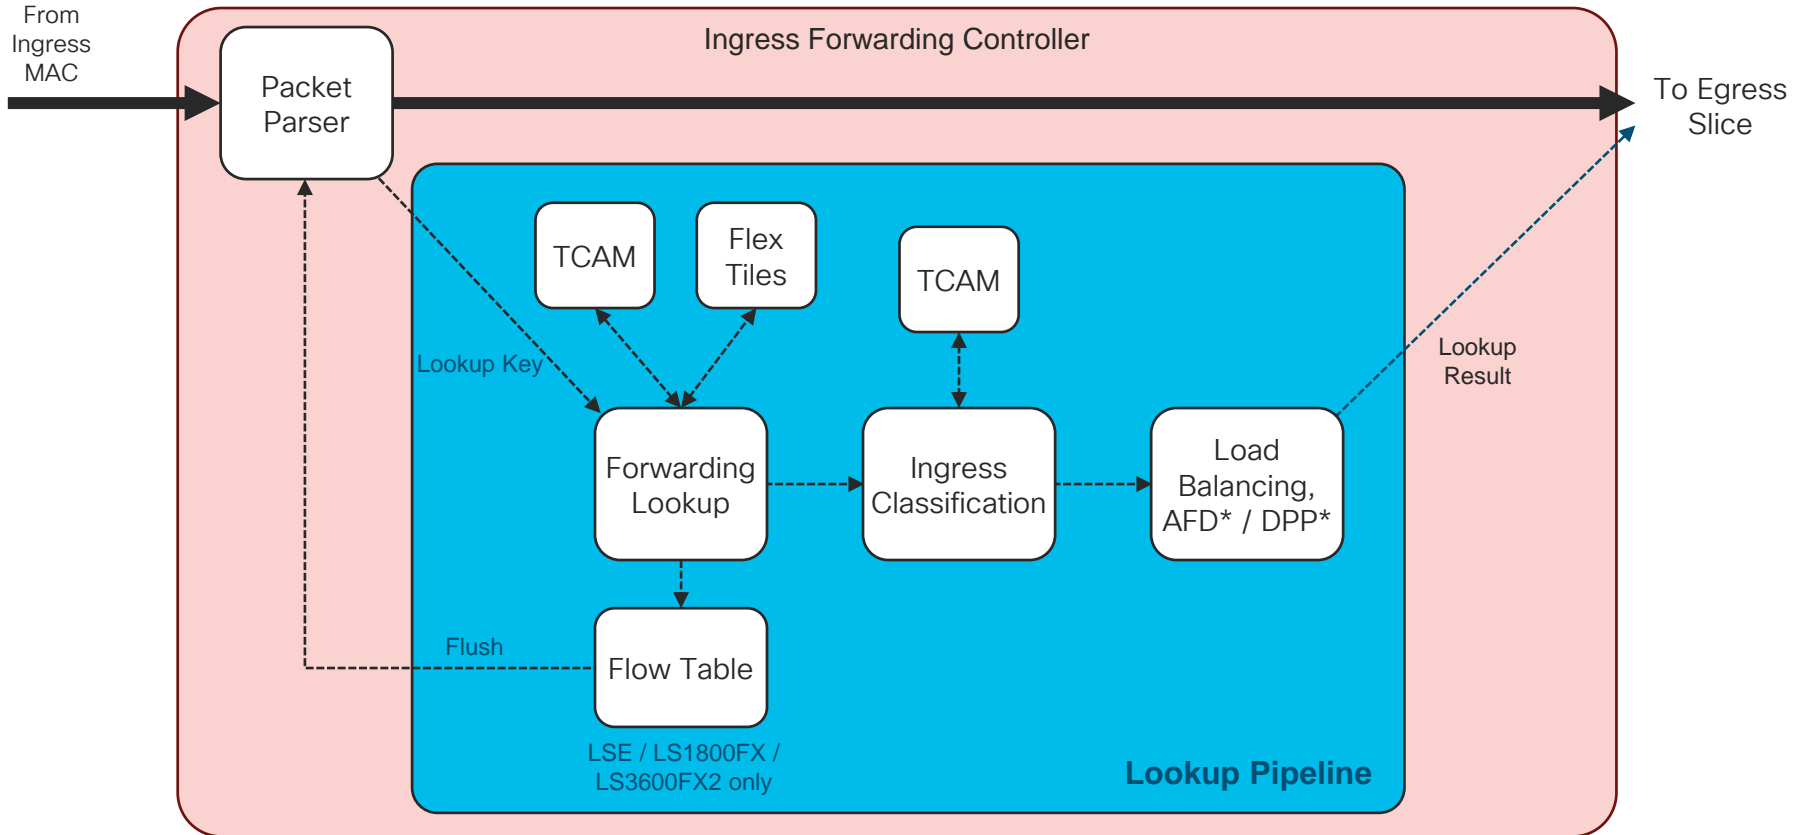 From
Ingress
MAC
Ingress Forwarding Controller
Packet
Parser
To Egress
Slice
TCAM
Flex
Tiles
TCAM
Lookup Key
Lookup
Result
Forwarding
Lookup
Ingress
Classification
Load
Balancing,
AFD* / DPP*
Flush
Flow Table
LSE / LS1800FX /
LS3600FX2 only
Lookup Pipeline